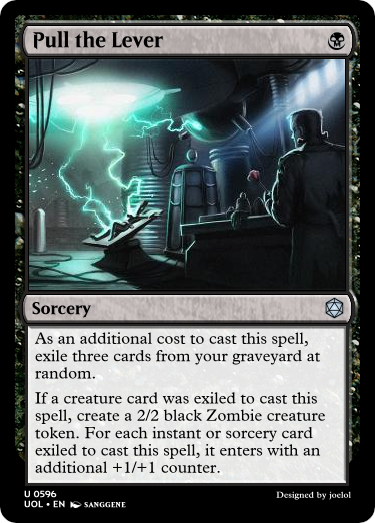 Pull the Lever
Sorcery
As an additional cost to cast this spell,
exile three cards from your graveyard at
random.
If a creature card was exiled to cast this
spell, create a 2/2 black Zombie creature
token. For each instant or sorcery card
exiled to cast this spell, it enters with an
additional +1/+1 counter.
U 0596
UOL • EN SANGGENE
Designed by joelol